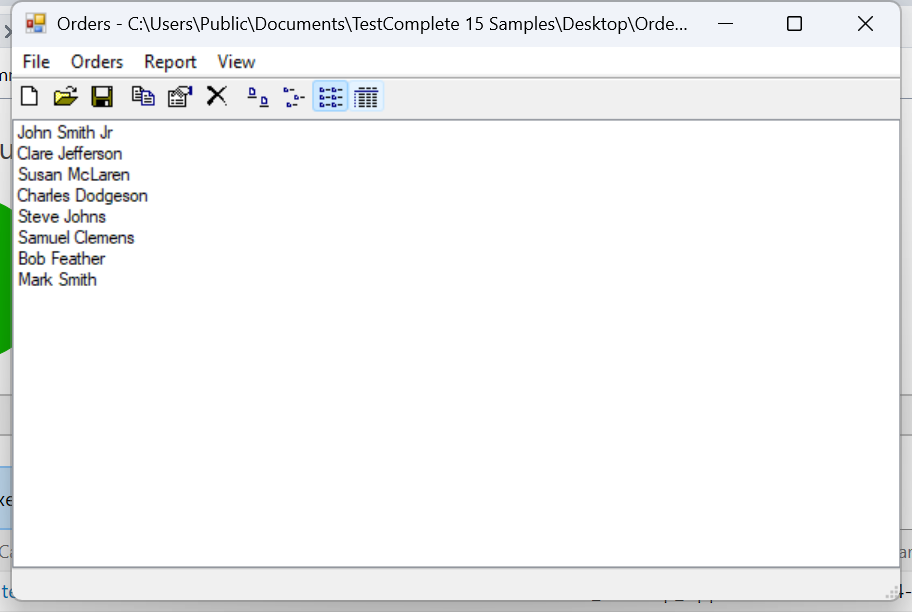 Orders - C:\Users\Public\Documents\TestComplete 15 Samples\Desktop\Orde...
File Orders Report View
John Smith Jr
Clare Jefferson
Susan McLaren
Charles Dodgeson
Steve Johns
Samuel Clemens
Bob Feather
Mark Smith